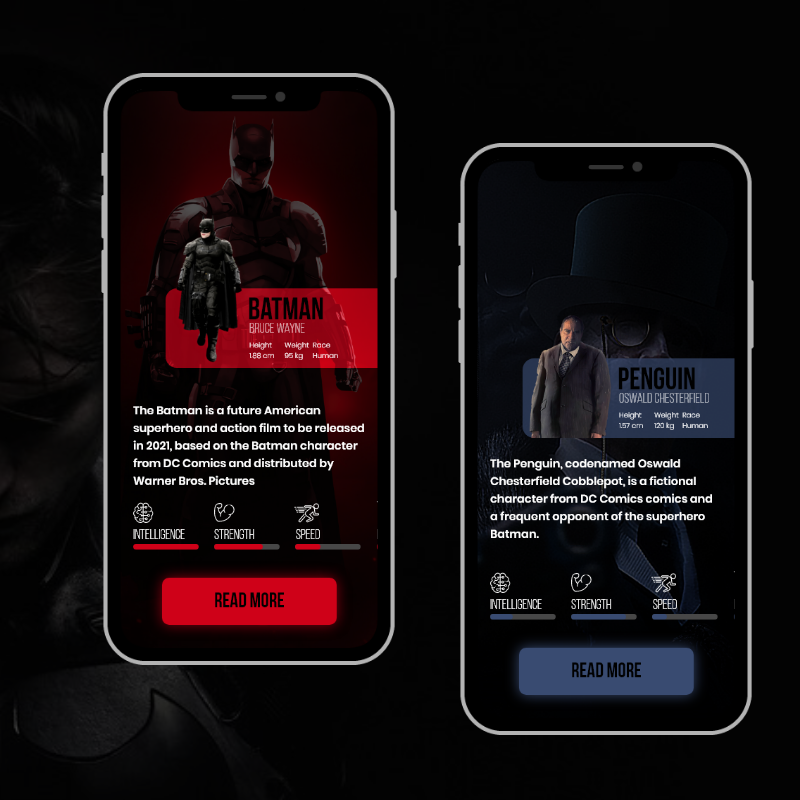 BATMAN
BRUCE WAYNE
Height Weight Race
1.88 cm 95 kg Human
The Batman is a future American
superhero and action film to be released
in 2021, based on the Batman character
from DC Comics and distributed by
Warner Bros. Pictures
INTELLIGENCE STRENGTH SPEED
READ MORE
PENGUIN
OSWALD CHESTERFIELD
Height Weight Race
1.57 cm 120 kg Human
The Penguin, codenamed Oswald
Chesterfield Cobblepot, is a fictional
character from DC Comics comics and
a frequent opponent of the superhero
Batman.
INTELLIGENCE STRENGTH SPEED
READ MORE